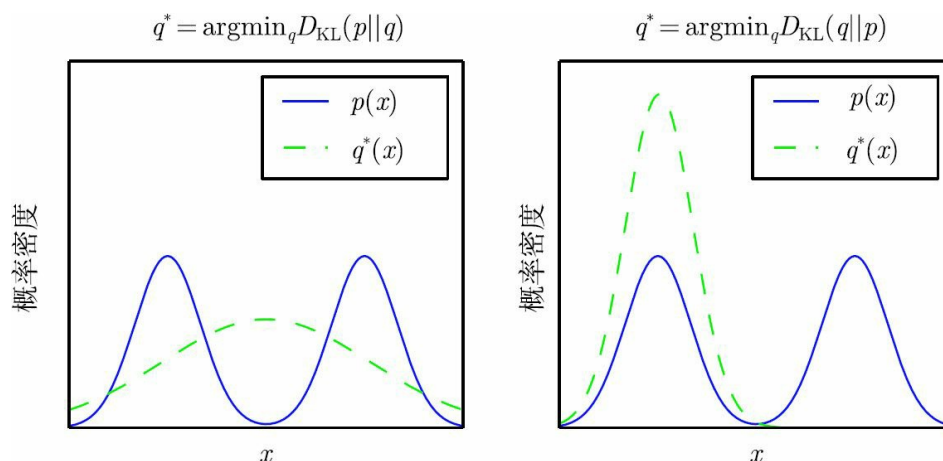 q* = argmin_q D_KL(p||q)
p(x)
q*(x)
概率密度
x
q* = argmin_q D_KL(q||p)
p(x)
q*(x)
概率密度
x